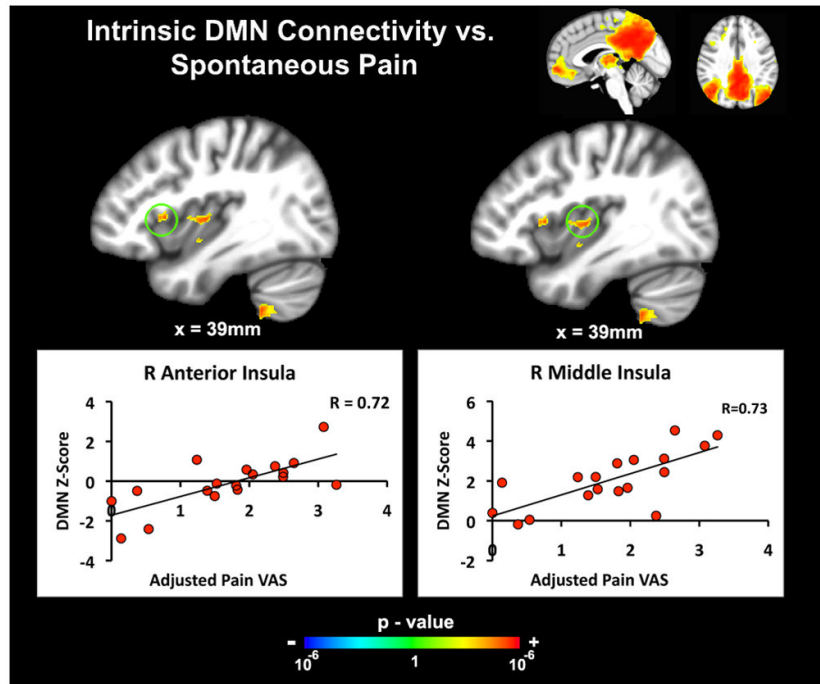 Intrinsic DMN Connectivity vs.
Spontaneous Pain
x = 39mm
x = 39mm
R Anterior Insula
R = 0.72
4
2
0
-2
-4
0
1
2
3
4
DMN Z-Score
Adjusted Pain VAS
R Middle Insula
R=0.73
6
4
2
0
-2
0
1
2
3
4
DMN Z-Score
Adjusted Pain VAS
p - value
- +
10-6 1 10-6